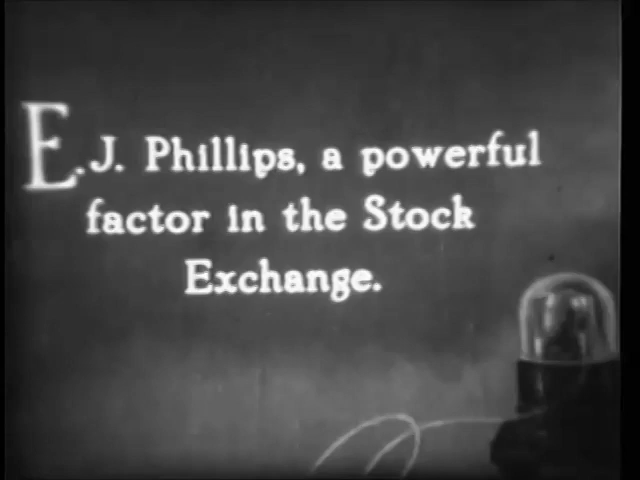 E.J. Phillips, a powerful
factor in the Stock
Exchange.